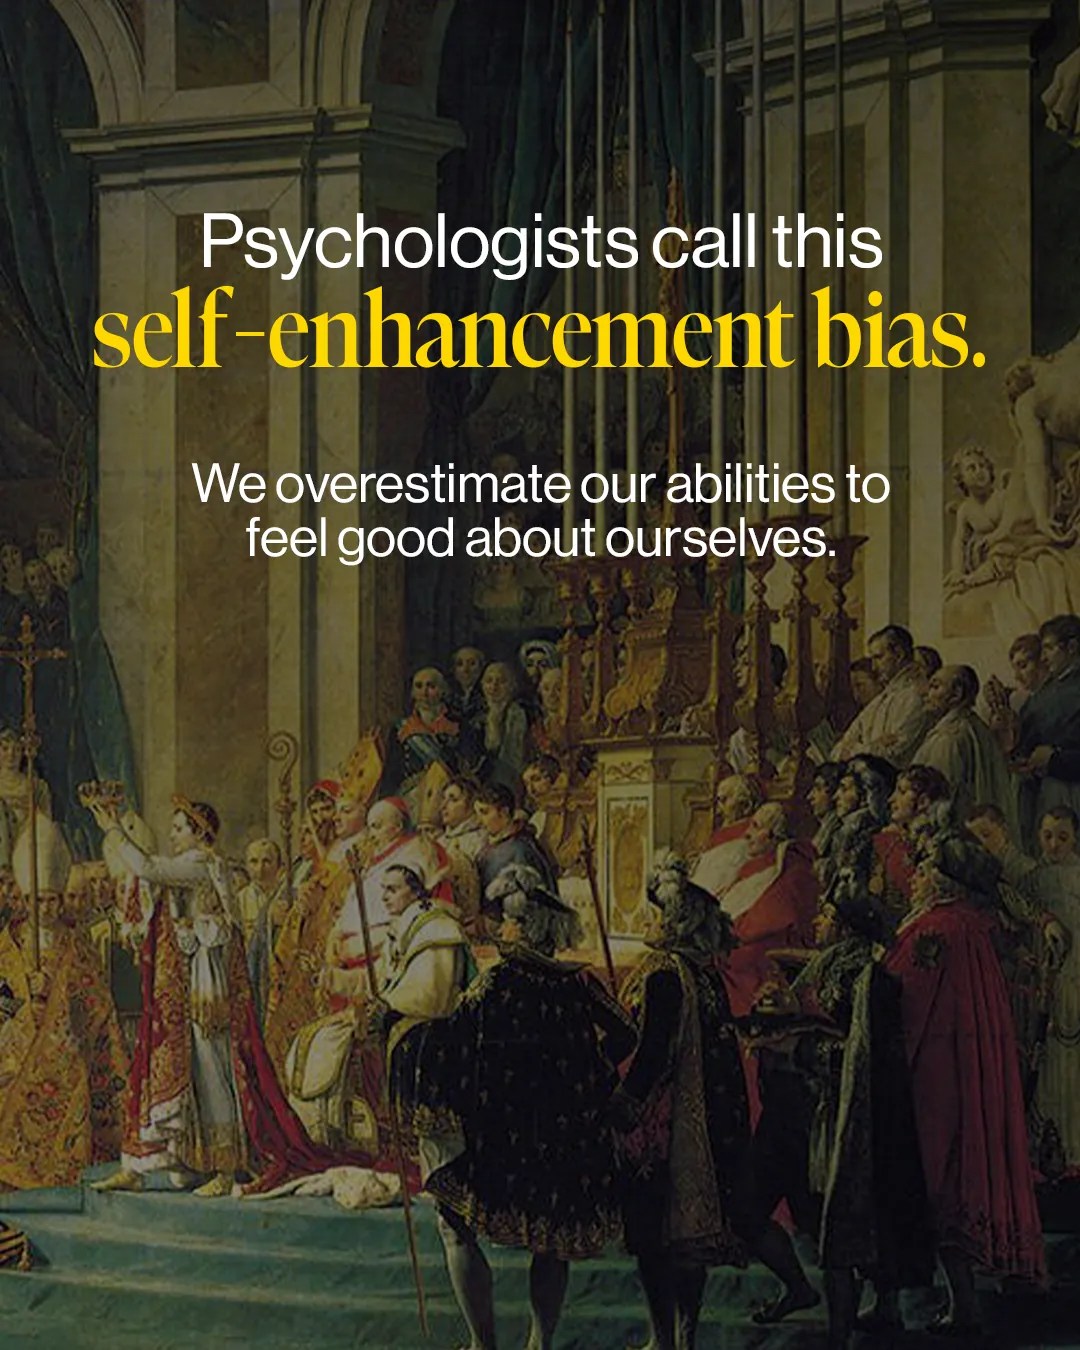 Psychologists call this
self-enhancement bias.
We overestimate our abilities to
feel good about ourselves.